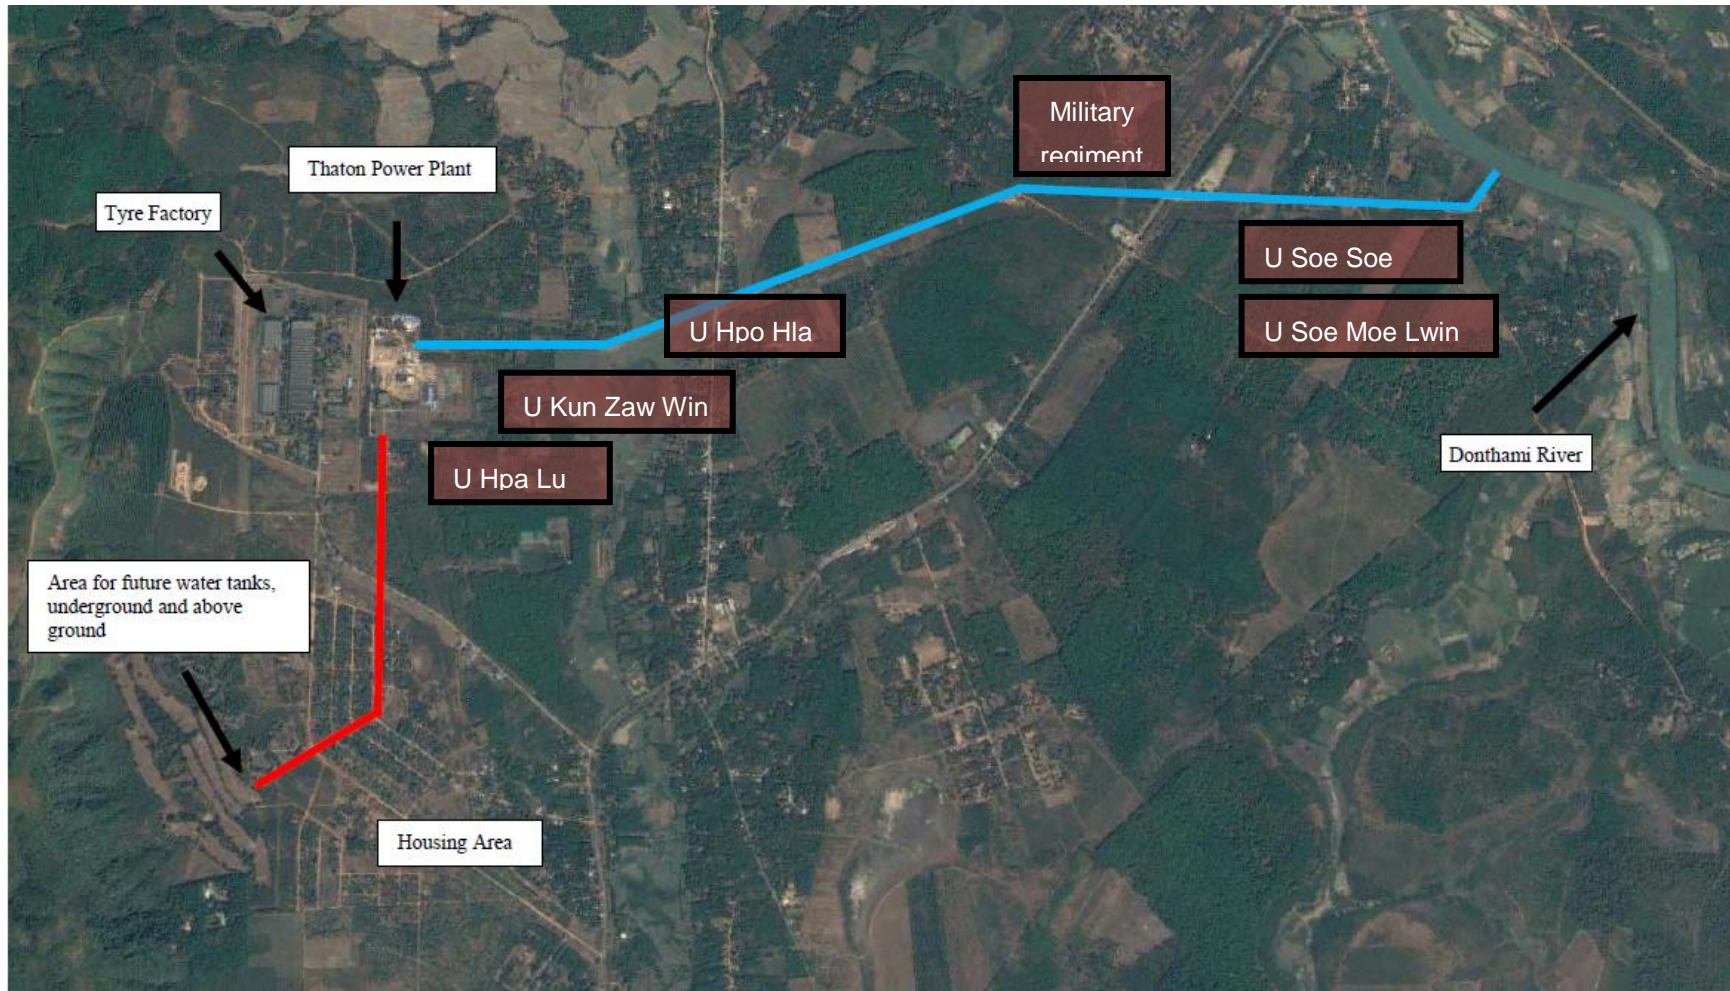 Military
regiment
Thaton Power Plant
Tyre Factory
U Soe Soe
U Hpo Hla
U Soe Moe Lwin
U Kun Zaw Win
Donthami River
U Hpa Lu
Area for future water tanks,
underground and above
ground
Housing Area